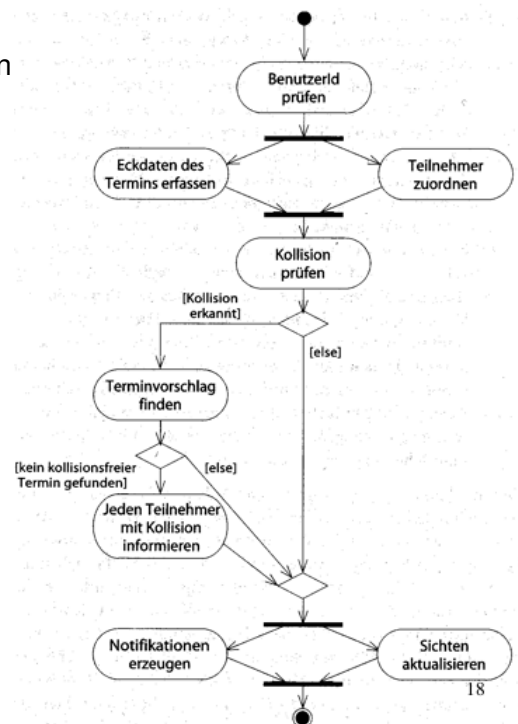 n
BenutzerId
prüfen
Eckdaten des
Termins erfassen
Teilnehmer
zuordnen
Kollision
prüfen
[Kollision
erkannt]
[else]
Terminvorschlag
finden
[kein kollisionsfreier
Termin gefunden]
[else]
Jeden Teilnehmer
mit Kollision
informieren
Notifikationen
erzeugen
Sichten
aktualisieren
18